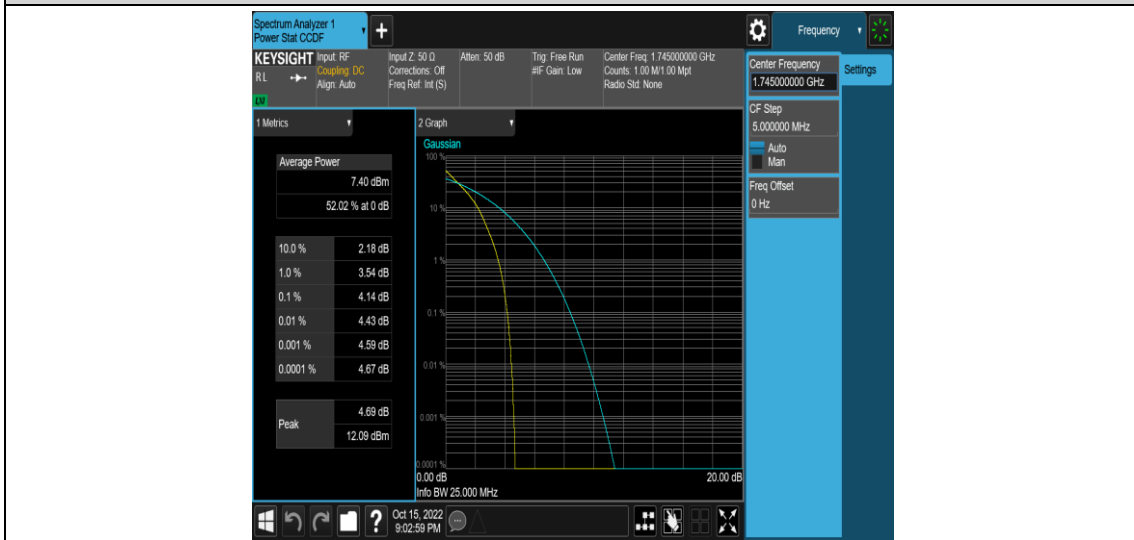 Spectrum Analyzer 1
Power Stat CCDF
+
Frequency
KEYSIGHT
RL
LXI
Input: RF
Coupling: DC
Align: Auto
Input Z: 50 Ω
Corrections: Off
Freq Ref: Int (S)
Atten: 50 dB
Trig: Free Run
#IF Gain: Low
Center Freq: 1.745000000 GHz
Counts: 1.00 M/1.00 Mpt
Radio Std: None
Center Frequency
1.745000000 GHz
Settings
CF Step
5.000000 MHz
Auto
Man
Freq Offset
0 Hz
1 Metrics
Average Power
7.40 dBm
52.02 % at 0 dB
10.0 % 2.18 dB
1.0 % 3.54 dB
0.1 % 4.14 dB
0.01 % 4.43 dB
0.001 % 4.59 dB
0.0001 % 4.67 dB
Peak
4.69 dB
12.09 dBm
2 Graph
Gaussian
100 %
10 %
1 %
0.1 %
0.01 %
0.001 %
0.0001 %
0.00 dB 20.00 dB
Info BW 25.000 MHz
?
Oct 15, 2022
9:02:59 PM